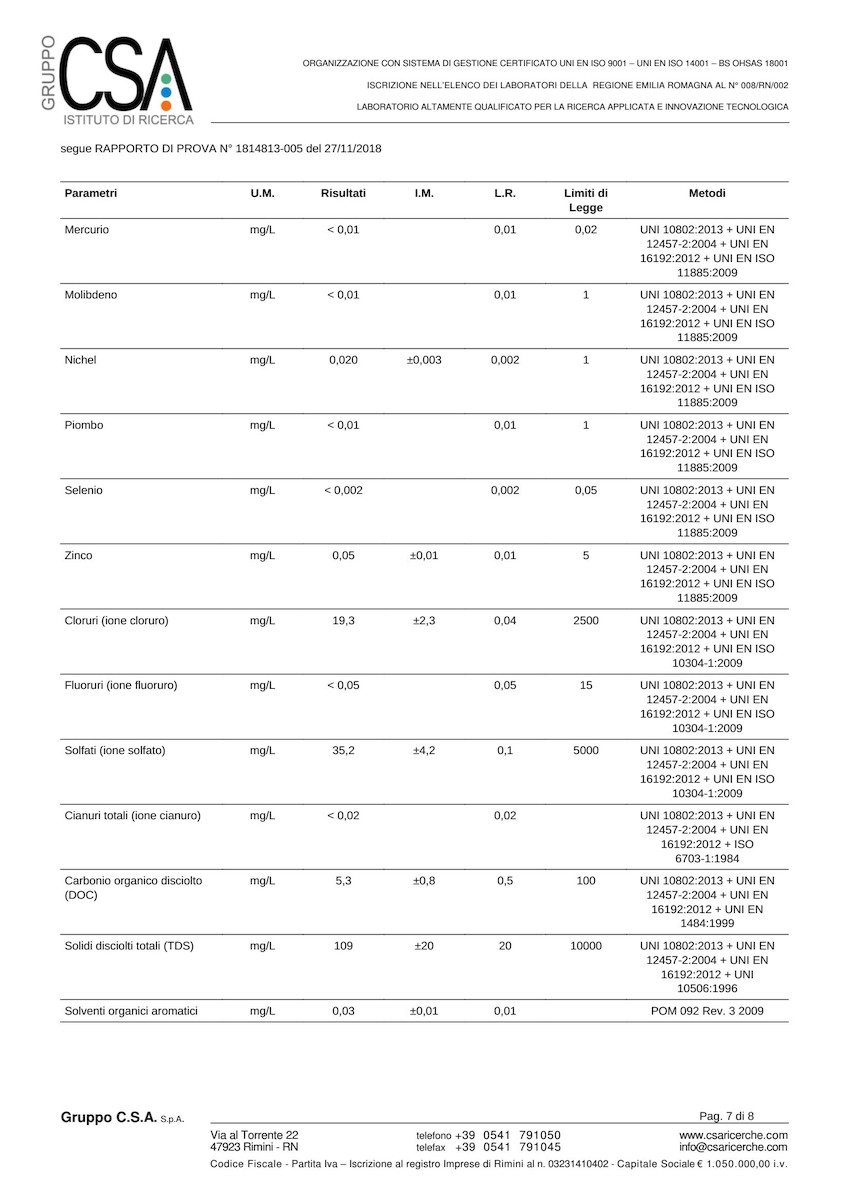 GRUPPO
CSA
ISTITUTO DI RICERCA
ORGANIZZAZIONE CON SISTEMA DI GESTIONE CERTIFICATO UNI EN ISO 9001 – UNI EN ISO 14001 – BS OHSAS 18001
ISCRIZIONE NELL'ELENCO DEI LABORATORI DELLA REGIONE EMILIA ROMAGNA AL N° 008/RN/002
LABORATORIO ALTAMENTE QUALIFICATO PER LA RICERCA APPLICATA E INNOVAZIONE TECNOLOGICA
segue RAPPORTO DI PROVA N° 1814813-005 del 27/11/2018
Parametri U.M. Risultati I.M. L.R. Limiti di Metodi
Legge
Mercurio mg/L < 0,01 0,01 0,02 UNI 10802:2013 + UNI EN
12457-2:2004 + UNI EN
16192:2012 + UNI EN ISO
11885:2009
Molibdeno mg/L < 0,01 0,01 1 UNI 10802:2013 + UNI EN
12457-2:2004 + UNI EN
16192:2012 + UNI EN ISO
11885:2009
Nichel mg/L 0,020 ±0,003 0,002 1 UNI 10802:2013 + UNI EN
12457-2:2004 + UNI EN
16192:2012 + UNI EN ISO
11885:2009
Piombo mg/L < 0,01 0,01 1 UNI 10802:2013 + UNI EN
12457-2:2004 + UNI EN
16192:2012 + UNI EN ISO
11885:2009
Selenio mg/L < 0,002 0,002 0,05 UNI 10802:2013 + UNI EN
12457-2:2004 + UNI EN
16192:2012 + UNI EN ISO
11885:2009
Zinco mg/L 0,05 ±0,01 0,01 5 UNI 10802:2013 + UNI EN
12457-2:2004 + UNI EN
16192:2012 + UNI EN ISO
11885:2009
Cloruri (ione cloruro) mg/L 19,3 ±2,3 0,04 2500 UNI 10802:2013 + UNI EN
12457-2:2004 + UNI EN
16192:2012 + UNI EN ISO
10304-1:2009
Fluoruri (ione fluoruro) mg/L < 0,05 0,05 15 UNI 10802:2013 + UNI EN
12457-2:2004 + UNI EN
16192:2012 + UNI EN ISO
10304-1:2009
Solfati (ione solfato) mg/L 35,2 ±4,2 0,1 5000 UNI 10802:2013 + UNI EN
12457-2:2004 + UNI EN
16192:2012 + UNI EN ISO
10304-1:2009
Cianuri totali (ione cianuro) mg/L < 0,02 0,02 UNI 10802:2013 + UNI EN
12457-2:2004 + UNI EN
16192:2012 + ISO
6703-1:1984
Carbonio organico disciolto mg/L 5,3 ±0,8 0,5 100 UNI 10802:2013 + UNI EN
(DOC) 12457-2:2004 + UNI EN
16192:2012 + UNI EN
1484:1999
Solidi disciolti totali (TDS) mg/L 109 ±20 20 10000 UNI 10802:2013 + UNI EN
12457-2:2004 + UNI EN
16192:2012 + UNI
10506:1996
Solventi organici aromatici mg/L 0,03 ±0,01 0,01 POM 092 Rev. 3 2009
Gruppo C.S.A. S.p.A. Pag. 7 di 8
Via al Torrente 22 telefono +39 0541 791050 www.csaricerche.com
47923 Rimini - RN telefax +39 0541 791045 info@csaricerche.com
Codice Fiscale - Partita Iva – Iscrizione al registro Imprese di Rimini al n. 03231410402 - Capitale Sociale € 1.050.000,00 i.v.